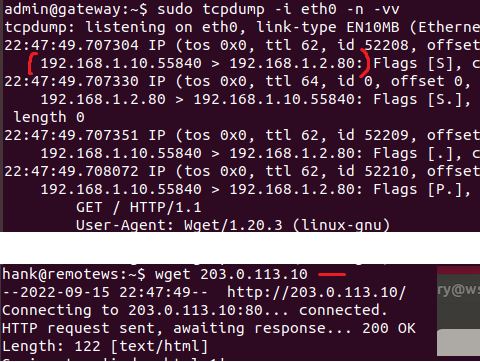 admin@gateway:~$ sudo tcpdump -i eth0 -n -vv
tcpdump: listening on eth0, link-type EN10MB (Etherne
22:47:49.707304 IP (tos 0x0, ttl 62, id 52208, offset
192.168.1.10.55840 > 192.168.1.2.80: Flags [S], c
22:47:49.707330 IP (tos 0x0, ttl 64, id 0, offset 0,
192.168.1.2.80 > 192.168.1.10.55840: Flags [S.],
length 0
22:47:49.707351 IP (tos 0x0, ttl 62, id 52209, offset
192.168.1.10.55840 > 192.168.1.2.80: Flags [.], c
22:47:49.708072 IP (tos 0x0, ttl 62, id 52210, offset
192.168.1.10.55840 > 192.168.1.2.80: Flags [P.],
GET / HTTP/1.1
User-Agent: Wget/1.20.3 (linux-gnu)
hank@remotews:~$ wget 203.0.113.10
--2022-09-15 22:47:49-- http://203.0.113.10/
ry@ws
Connecting to 203.0.113.10:80... connected.
HTTP request sent, awaiting response... 200 OK
Length: 122 [text/html]